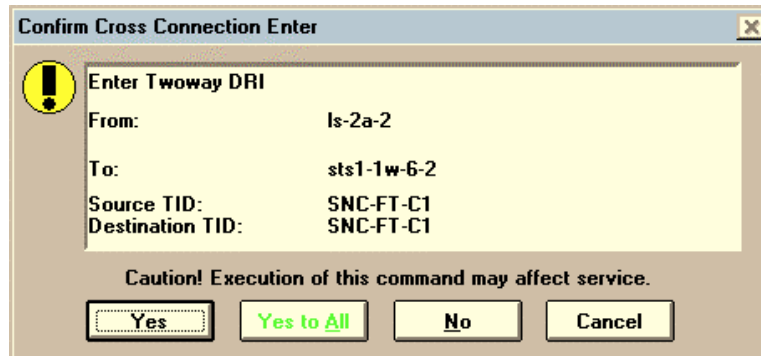 Confirm Cross Connection Enter
Enter Twoway DRI
From: ls-2a-2
To: sts1-1w-6-2
Source TID: SNC-FT-C1
Destination TID: SNC-FT-C1
Caution! Execution of this command may affect service.
Yes Yes to All No Cancel